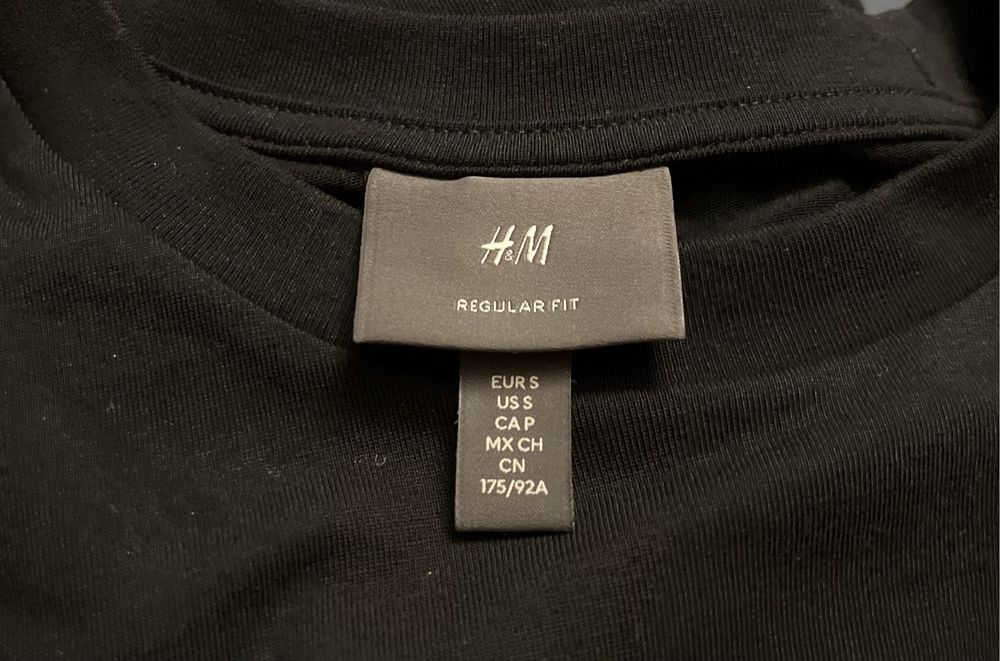 H&M
REGULAR FIT
EUR S
US S
CA P
MX CH
CN
175/92A